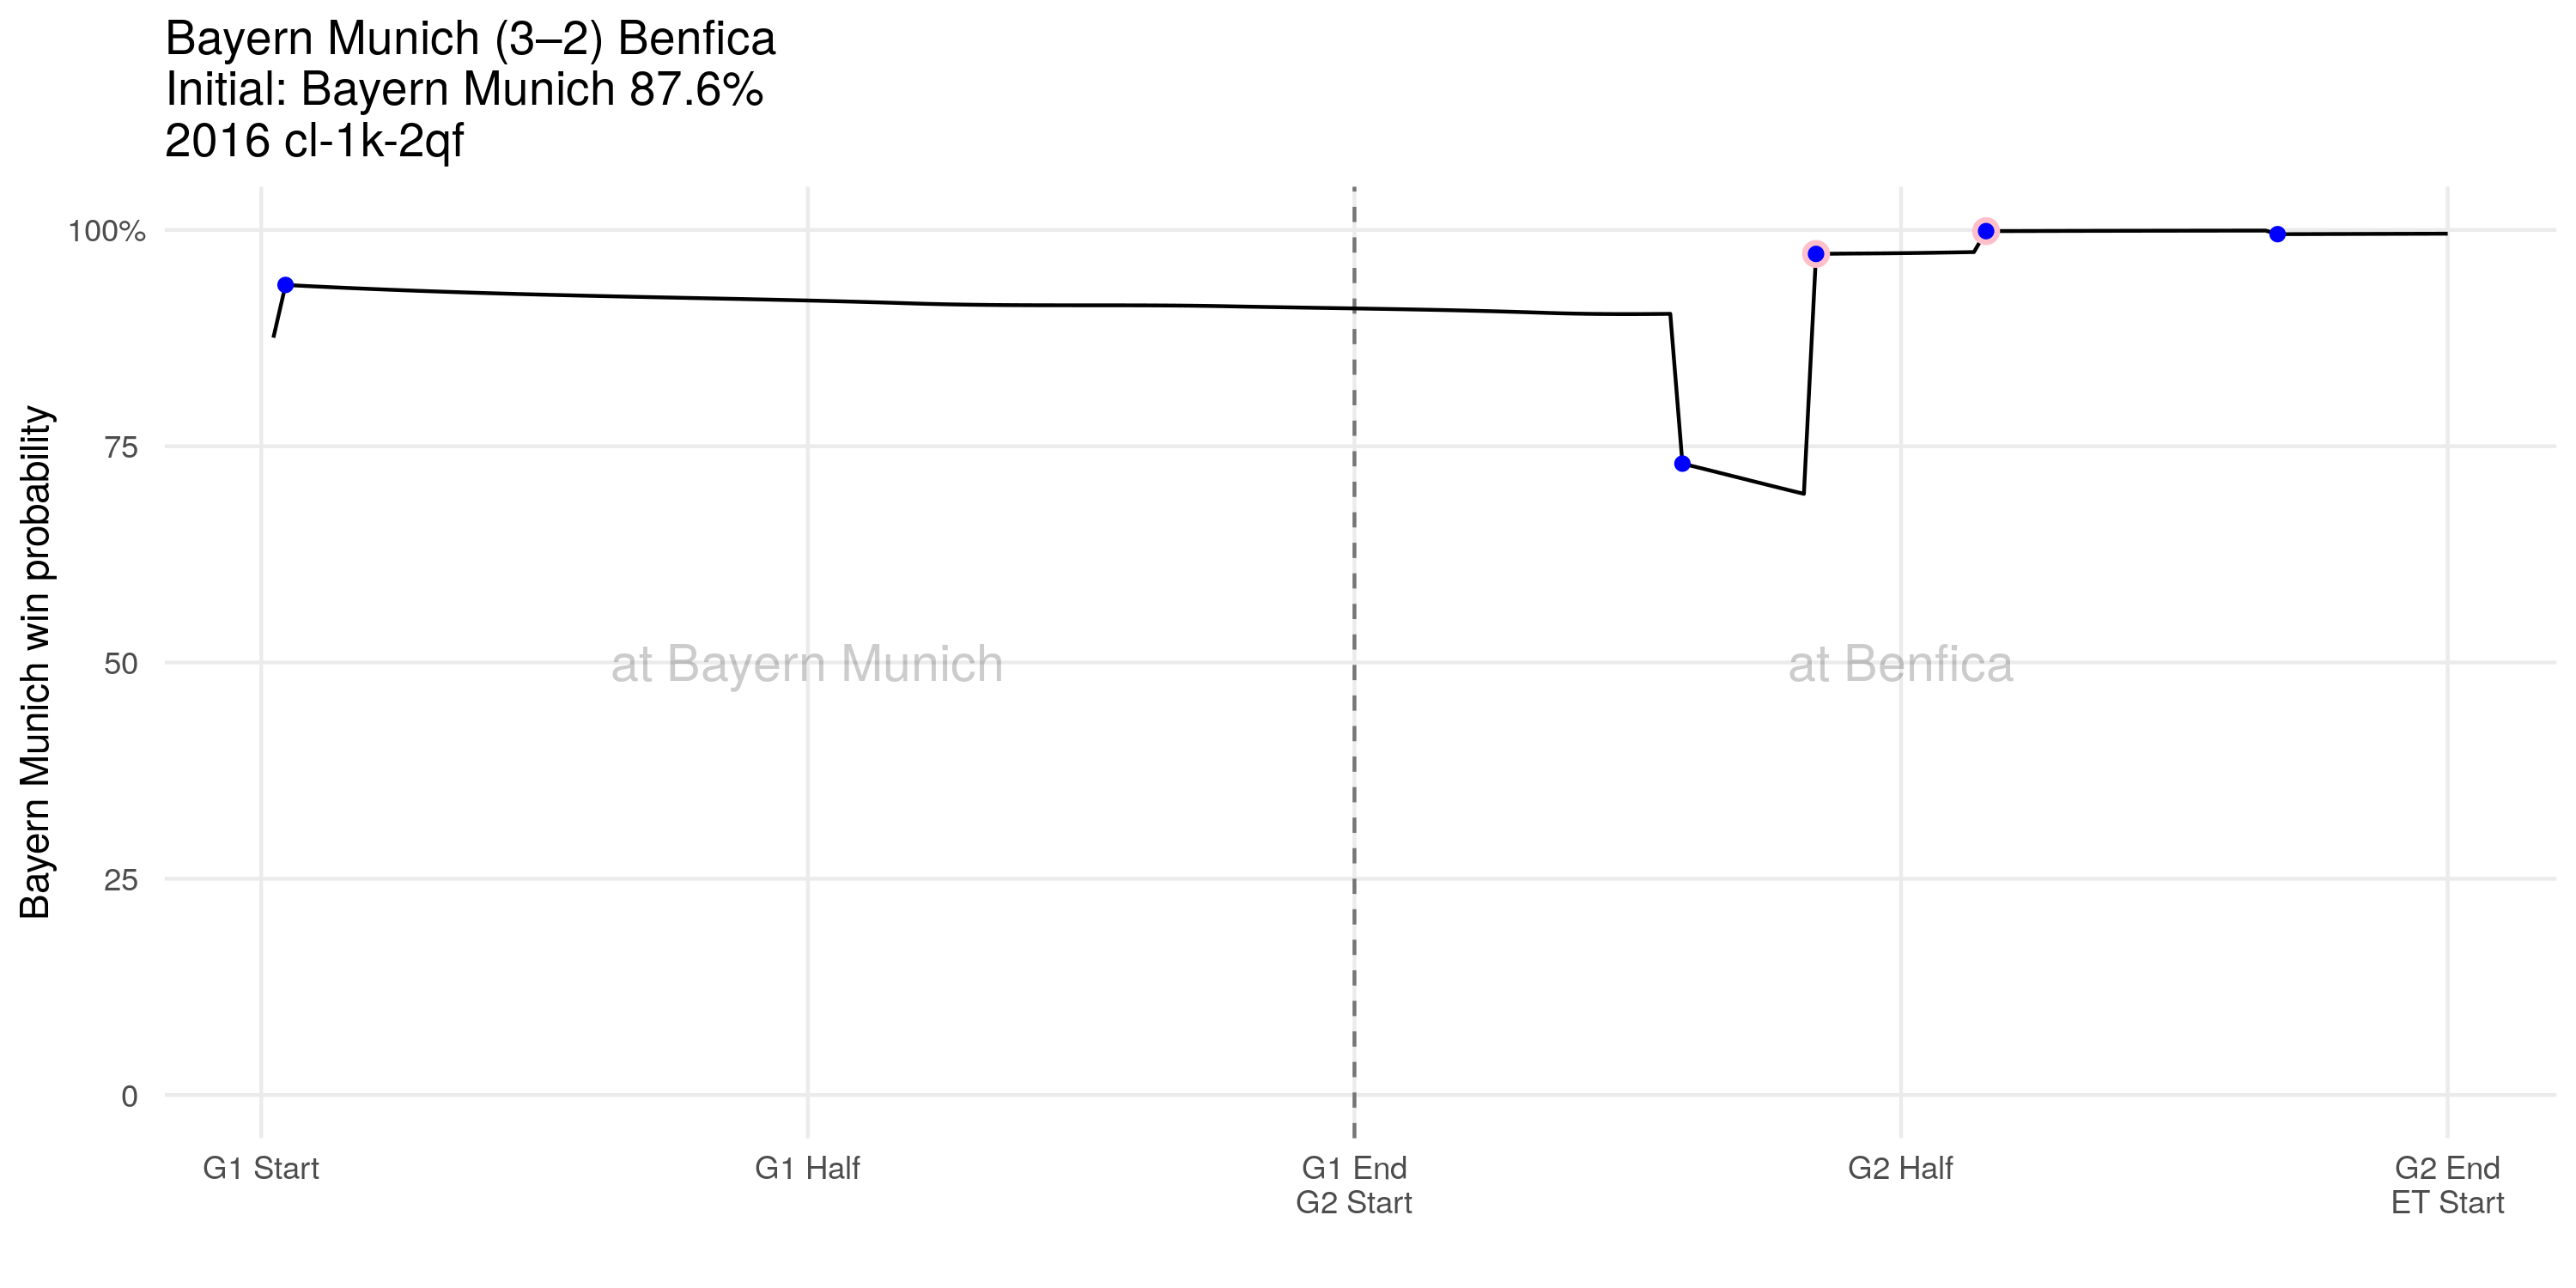 Bayern Munich (3–2) Benfica
Initial: Bayern Munich 87.6%
2016 cl-1k-2qf
Bayern Munich win probability
100%
75
50
25
0
at Bayern Munich
at Benfica
G1 Start
G1 Half
G1 End
G2 Start
G2 Half
G2 End
ET Start